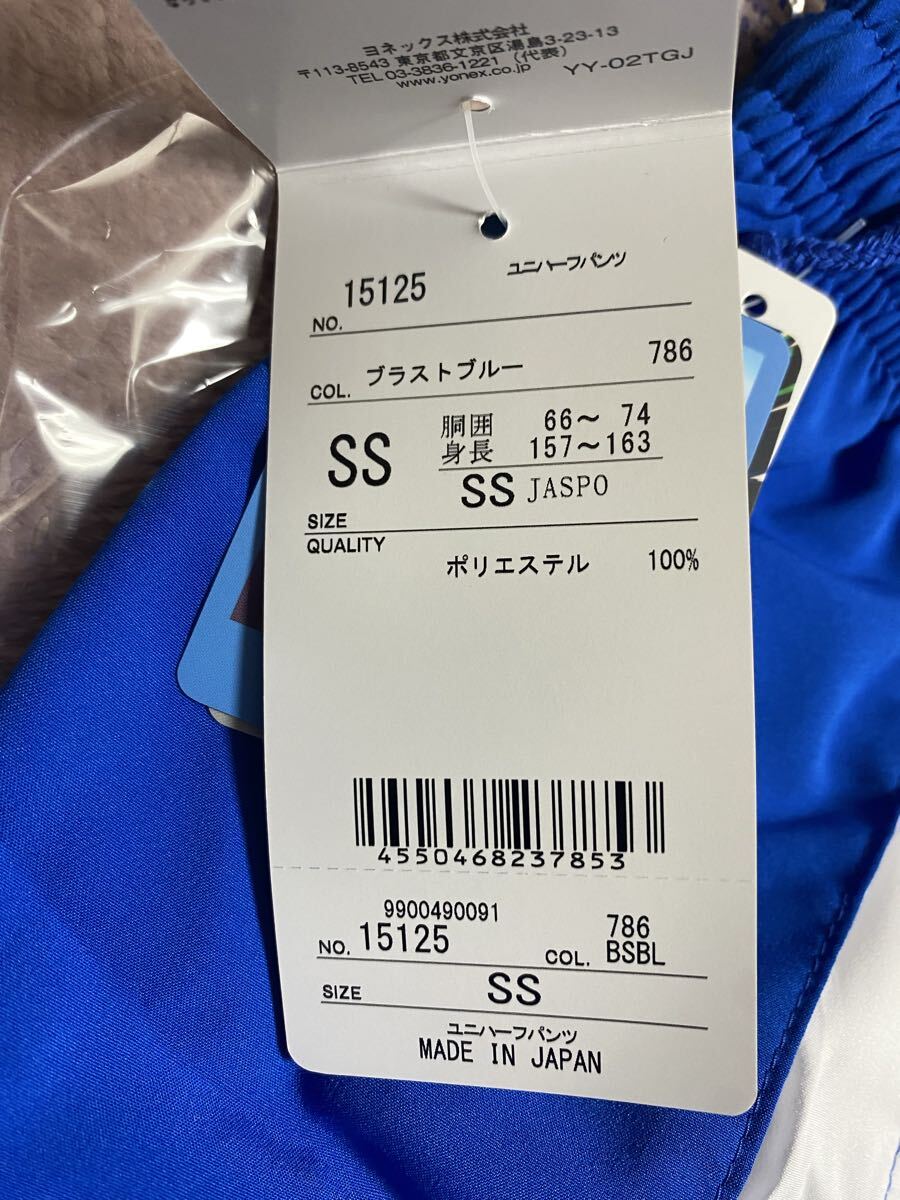 ヨネックス株式会社
〒113-8543 東京都文京区湯島3-23-13
TEL 03-3836-1221 (代表)
www.yonex.co.jp
YY-02TGJ
ユニハーフパンツ
NO. 15125
COL. ブラストブルー 786
SS
胴囲 66～ 74
身長 157～163
SS JASPO
SIZE
QUALITY
ポリエステル 100%
4550468237853
9900490091
NO. 15125
786
COL. BSBL
SIZE SS
ユニハーフパンツ
MADE IN JAPAN